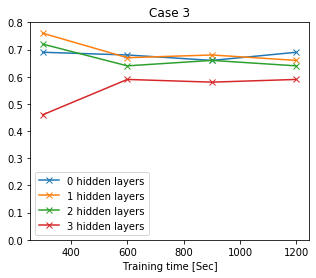 Case 3
0.8
0.7
0.6
0.5
0.4
0.3
0.2
0.1
0.0
0 hidden layers
1 hidden layers
2 hidden layers
3 hidden layers
400 600 800 1000 1200
Training time [Sec]